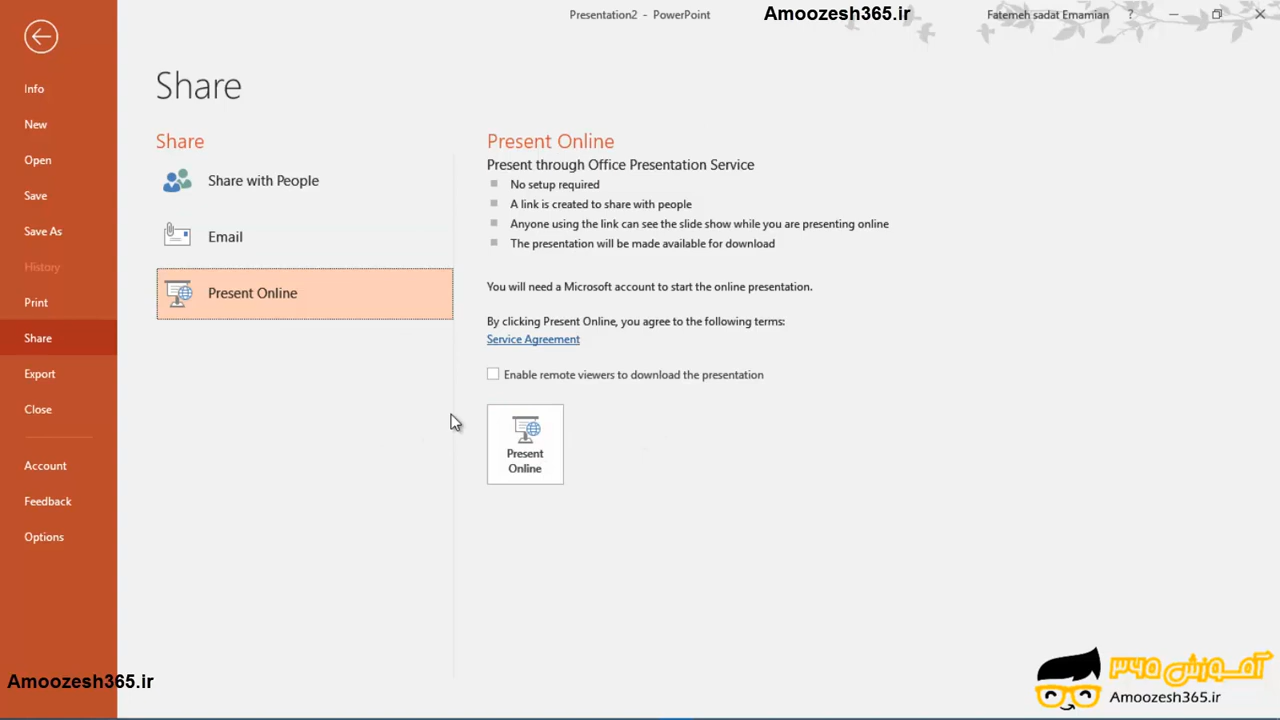 Presentation2 - PowerPoint
Amoozesh365.ir
Fatemeh sadat Emamian
?
Info
New
Open
Save
Save As
History
Print
Share
Export
Close
Account
Feedback
Options
Share
Share
Share with People
Email
Present Online
Present Online
Present through Office Presentation Service
No setup required
A link is created to share with people
Anyone using the link can see the slide show while you are presenting online
The presentation will be made available for download
You will need a Microsoft account to start the online presentation.
By clicking Present Online, you agree to the following terms:
Service Agreement
Enable remote viewers to download the presentation
Present
Online
Amoozesh365.ir
آموزش ۳۶۵
Amoozesh365.ir